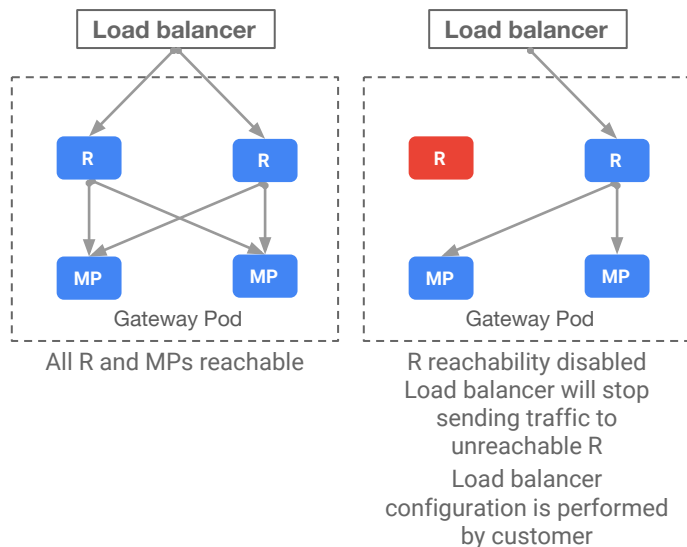 Load balancer
R
R
MP
MP
Gateway Pod
All R and MPs reachable
Load balancer
R
R
MP
MP
Gateway Pod
R reachability disabled
Load balancer will stop
sending traffic to
unreachable R
Load balancer
configuration is performed
by customer